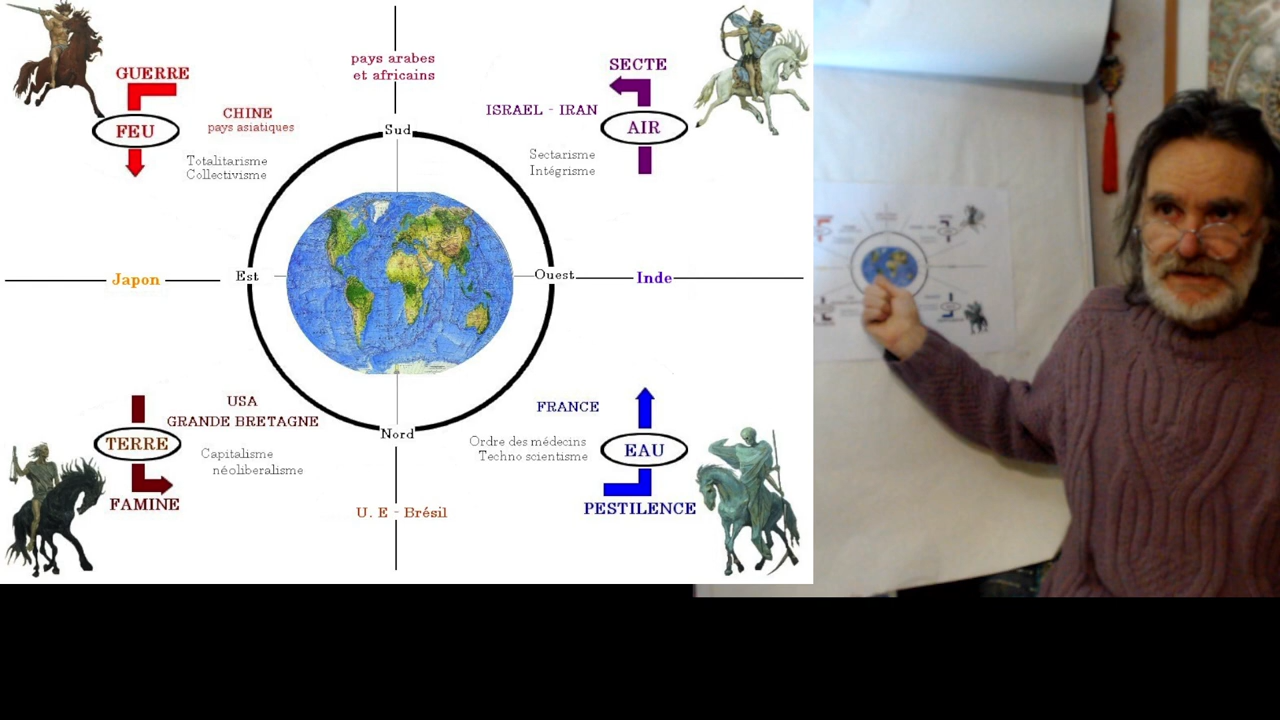 GUERRE
FEU
CHINE
pays asiatiques
Totalitarisme
Collectivisme
pays arabes
et africains
SECTE
ISRAEL - IRAN
AIR
Sectarisme
Intégrisme
Sud
Japon
Est
Ouest
Inde
Nord
USA
GRANDE BRETAGNE
TERRE
Capitalisme
néoliberalisme
FAMINE
U. E - Brésil
FRANCE
Ordre des médecins
Techno scientisme
EAU
PESTILENCE